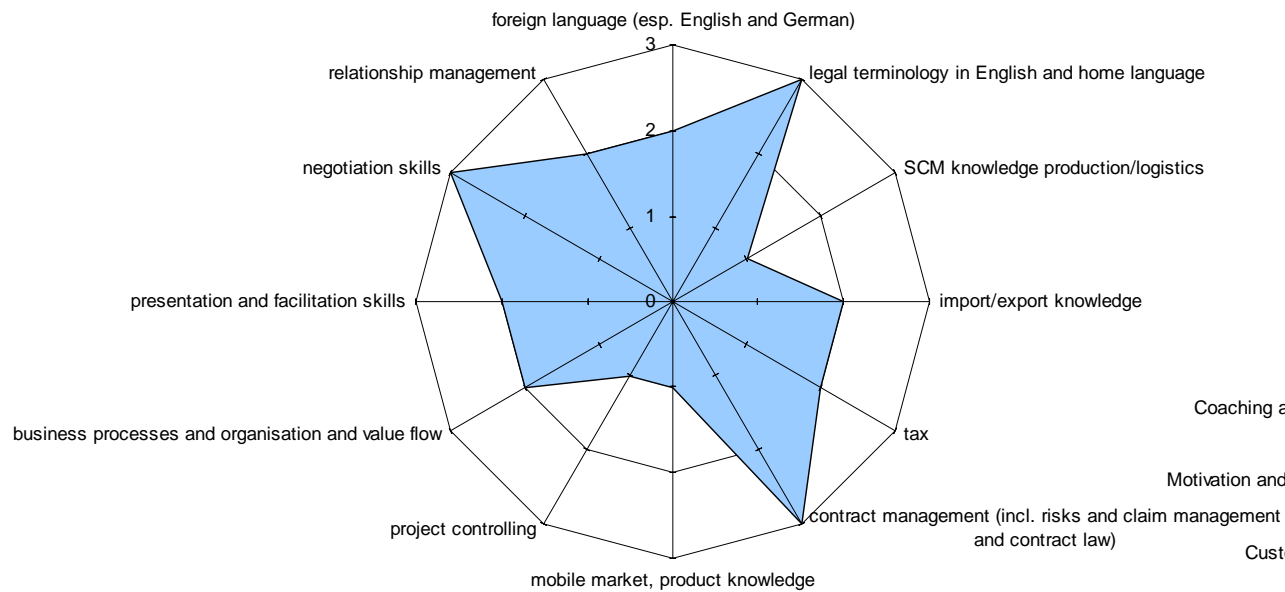 foreign language (esp. English and German)
3
relationship management
legal terminology in English and home language
2
negotiation skills
SCM knowledge production/logistics
1
presentation and facilitation skills
0
import/export knowledge
Coaching a
business processes and organisation and value flow
tax
Motivation and
contract management (incl. risks and claim management
and contract law)
project controlling
mobile market, product knowledge